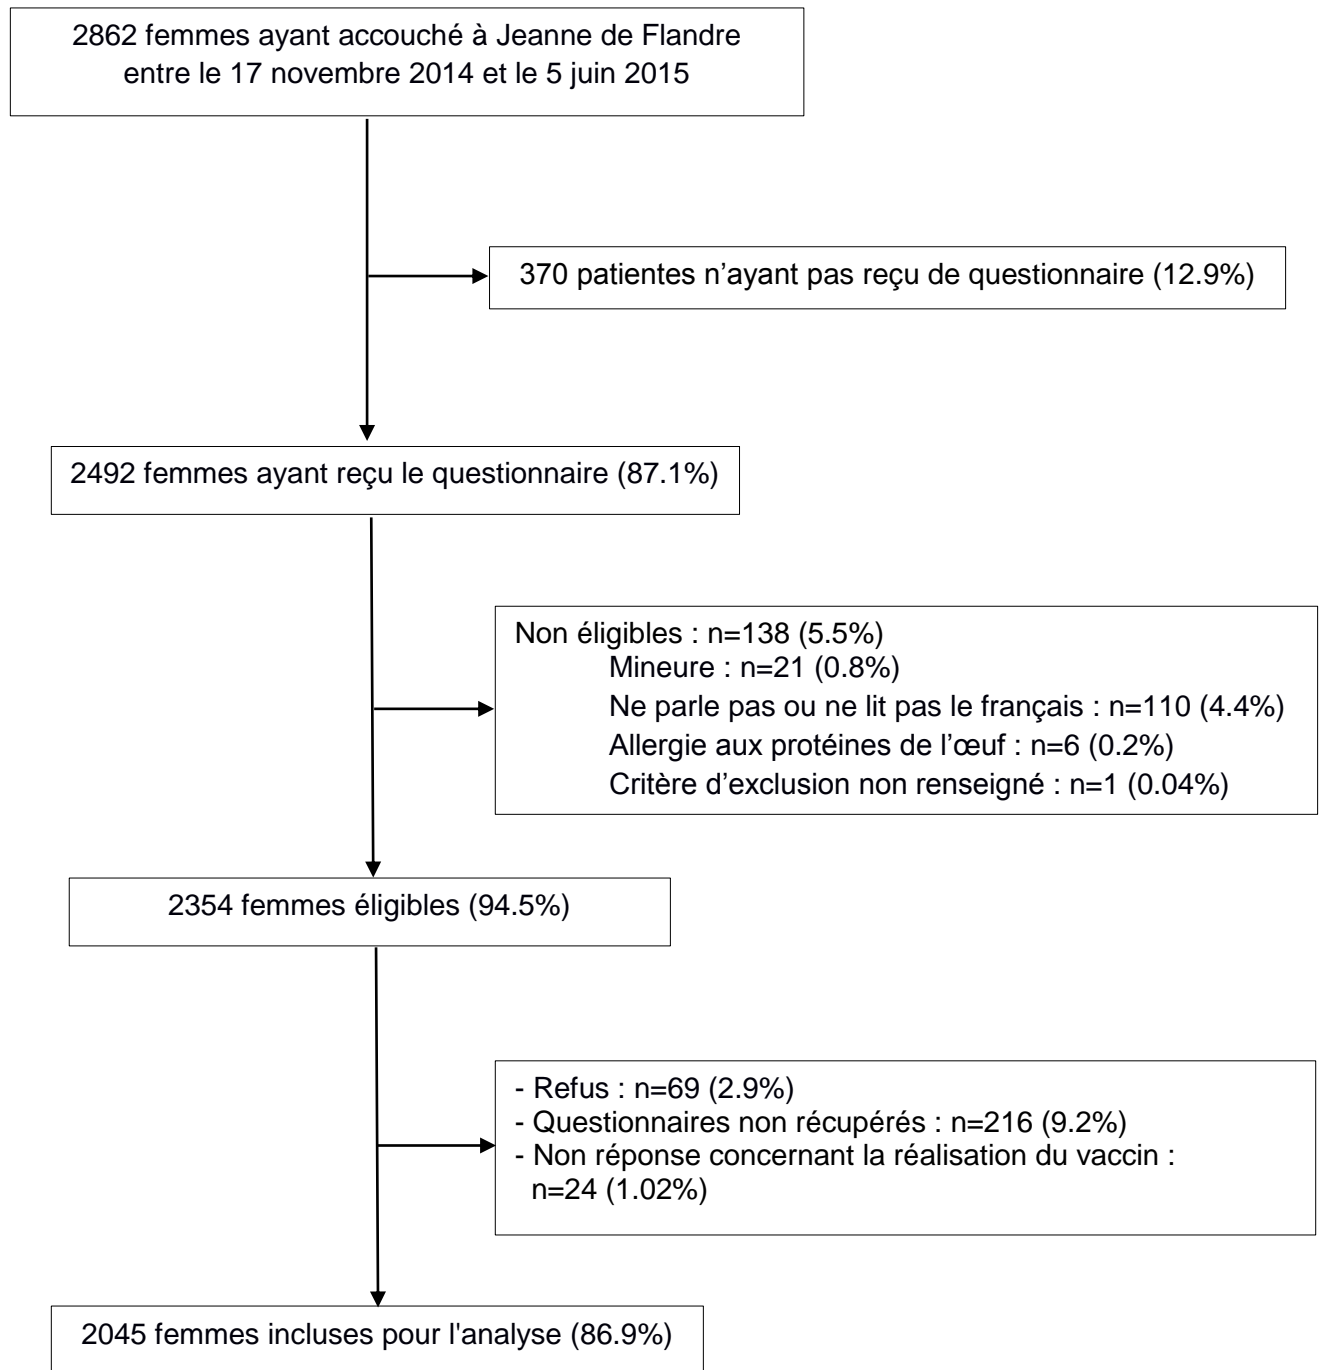 2862 femmes ayant accouché à Jeanne de Flandre
entre le 17 novembre 2014 et le 5 juin 2015
370 patientes n’ayant pas reçu de questionnaire (12.9%)
2492 femmes ayant reçu le questionnaire (87.1%)
Non éligibles : n=138 (5.5%)
Mineure : n=21 (0.8%)
Ne parle pas ou ne lit pas le français : n=110 (4.4%)
Allergie aux protéines de l’œuf : n=6 (0.2%)
Critère d’exclusion non renseigné : n=1 (0.04%)
2354 femmes éligibles (94.5%)
- Refus : n=69 (2.9%)
- Questionnaires non récupérés : n=216 (9.2%)
- Non réponse concernant la réalisation du vaccin :
n=24 (1.02%)
2045 femmes incluses pour l'analyse (86.9%)